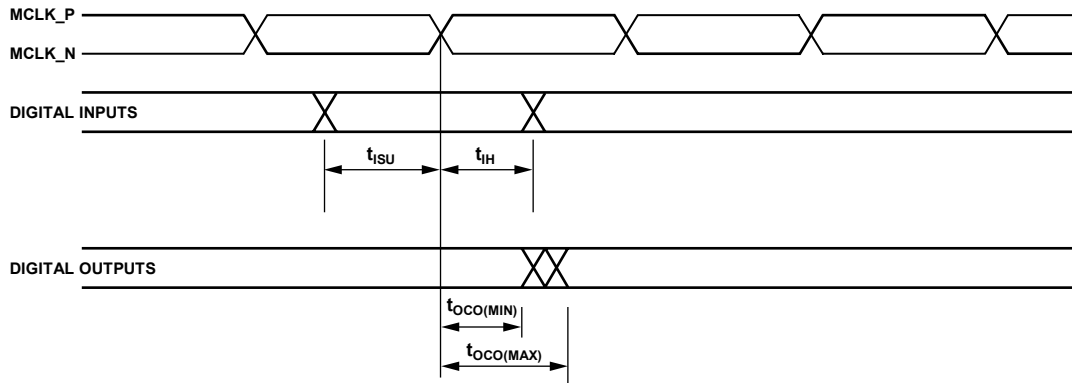 MCLK_P
MCLK_N
DIGITAL INPUTS
tISU
tIH
DIGITAL OUTPUTS
tOCO(MIN)
tOCO(MAX)